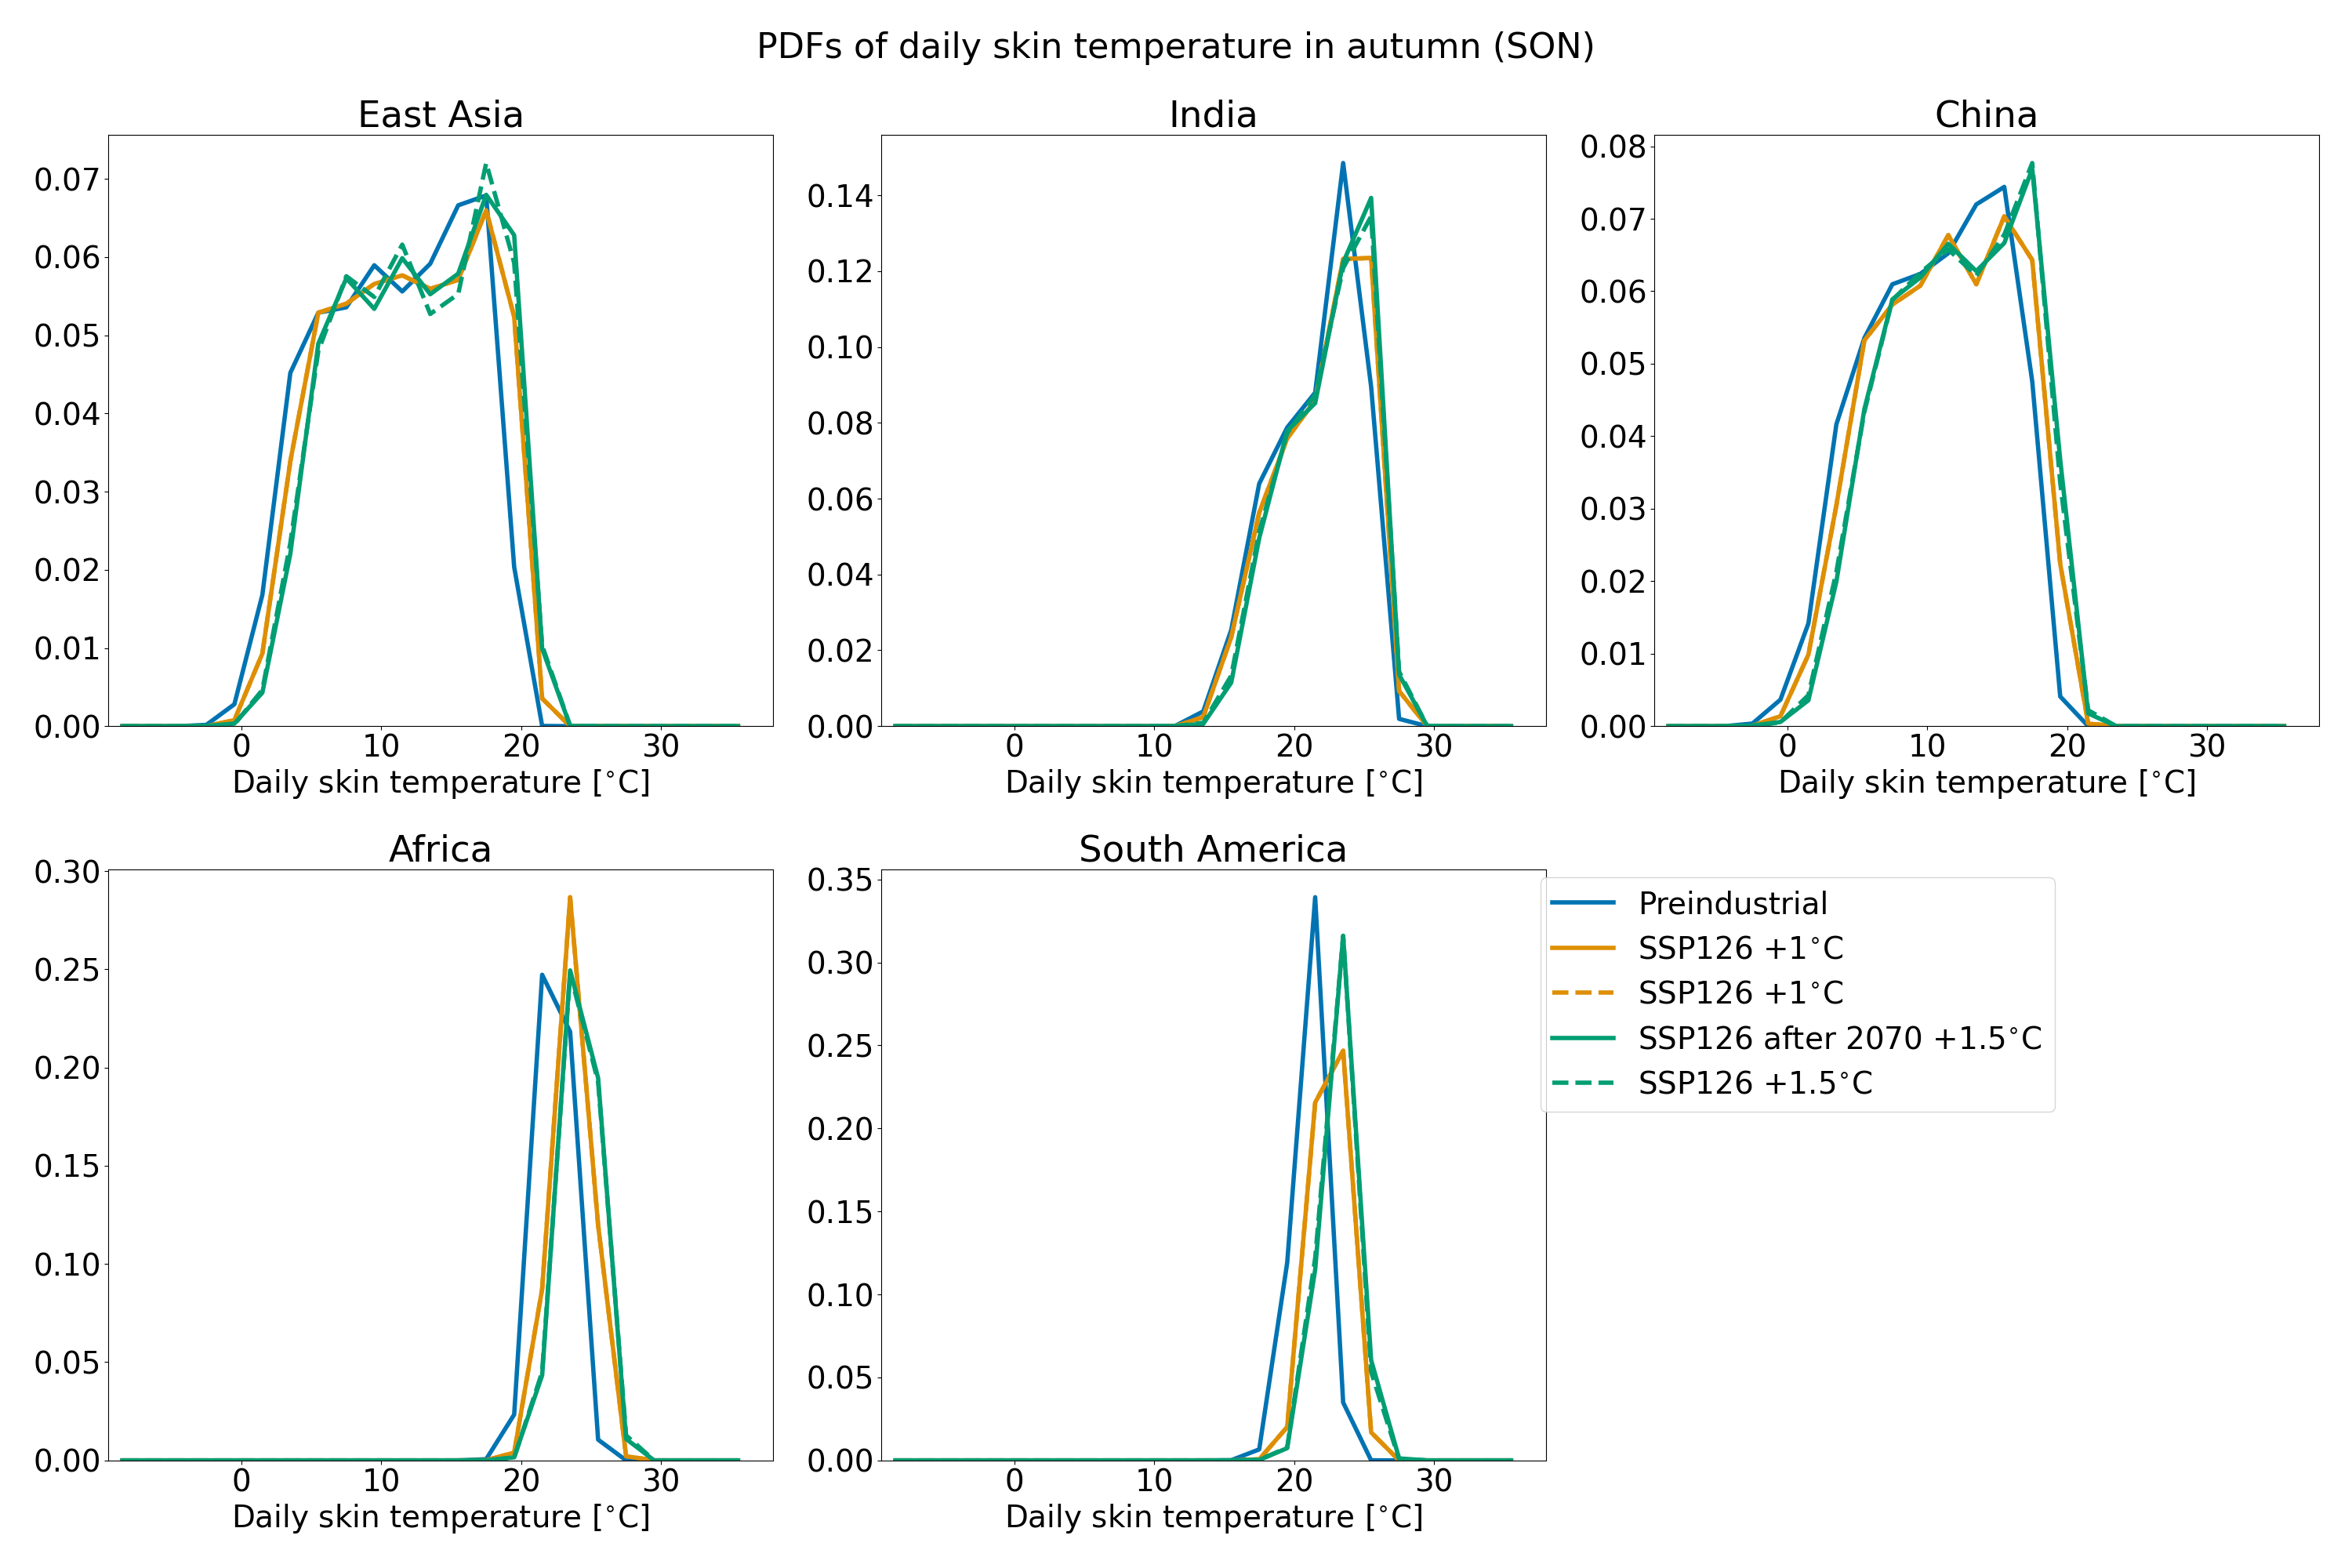 PDFs of daily skin temperature in autumn (SON)
East Asia
0.07
0.06
0.05
0.04
0.03
0.02
0.01
0.00
0 10 20 30
Daily skin temperature [°C]
India
0.14
0.12
0.10
0.08
0.06
0.04
0.02
0.00
0 10 20 30
Daily skin temperature [°C]
China
0.08
0.07
0.06
0.05
0.04
0.03
0.02
0.01
0.00
0 10 20 30
Daily skin temperature [°C]
Africa
0.30
0.25
0.20
0.15
0.10
0.05
0.00
0 10 20 30
Daily skin temperature [°C]
South America
0.35
0.30
0.25
0.20
0.15
0.10
0.05
0.00
0 10 20 30
Daily skin temperature [°C]
Preindustrial
SSP126 +1°C
SSP126 +1°C
SSP126 after 2070 +1.5°C
SSP126 +1.5°C